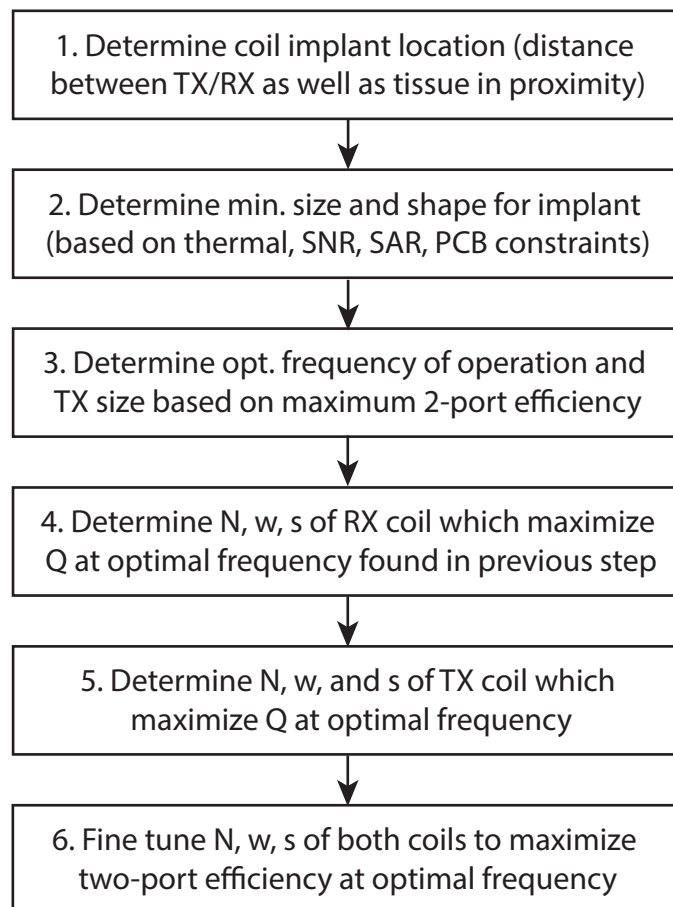 1. Determine coil implant location (distance
between TX/RX as well as tissue in proximity)
2. Determine min. size and shape for implant
(based on thermal, SNR, SAR, PCB constraints)
3. Determine opt. frequency of operation and
TX size based on maximum 2-port efficiency
4. Determine N, w, s of RX coil which maximize
Q at optimal frequency found in previous step
5. Determine N, w, and s of TX coil which
maximize Q at optimal frequency
6. Fine tune N, w, s of both coils to maximize
two-port efficiency at optimal frequency